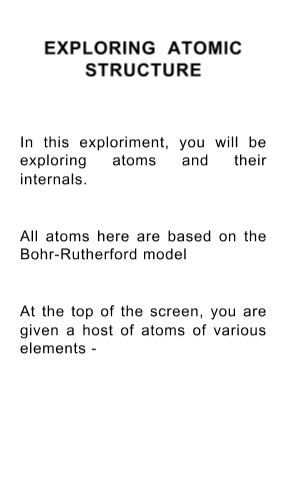 EXPLORING ATOMIC
STRUCTURE
In this exploriment, you will be
exploring atoms and their
internals.
All atoms here are based on the
Bohr-Rutherford model
At the top of the screen, you are
given a host of atoms of various
elements -